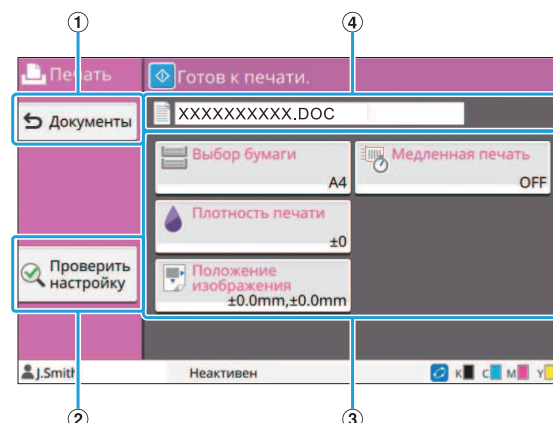 ① ④
Печать
Готов к печати.
Документы
XXXXXXXXXX.DOC
Выбор бумаги
A4
Медленная печать
OFF
Плотность печати
±0
Проверить
настройку
Положение
изображения
±0.0mm,±0.0mm
J.Smith
Неактивен
K C M Y
② ③